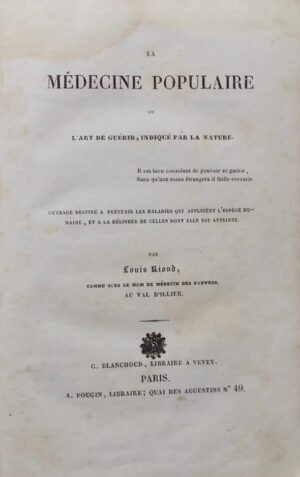 LA
MÉDECINE POPULAIRE
OU
L'ART DE GUÉRIR, INDIQUÉ PAR LA NATURE.
Il est bien consolant de pouvoir se guérir,
Sans qu'aux soins étrangers il faille recourir.
OUVRAGE DESTINÉ A PRÉVENIR LES MALADIES QUI AFFLIGENT L'ESPÈCE HU-
MAINE, ET A LA DÉLIVRER DE CELLES DONT ELLE EST ATTEINTE.
PAR
Louis Riond,
CONNU SOUS LE NOM DE MÉDECIN DES PAUVRES,
AU VAL D'ILLIER.
G. BLANCHOUD, LIBRAIRE A VEVEY.
PARIS.
A. POUGIN, LIBRAIRE; QUAI DES AUGUSTINS N° 49.